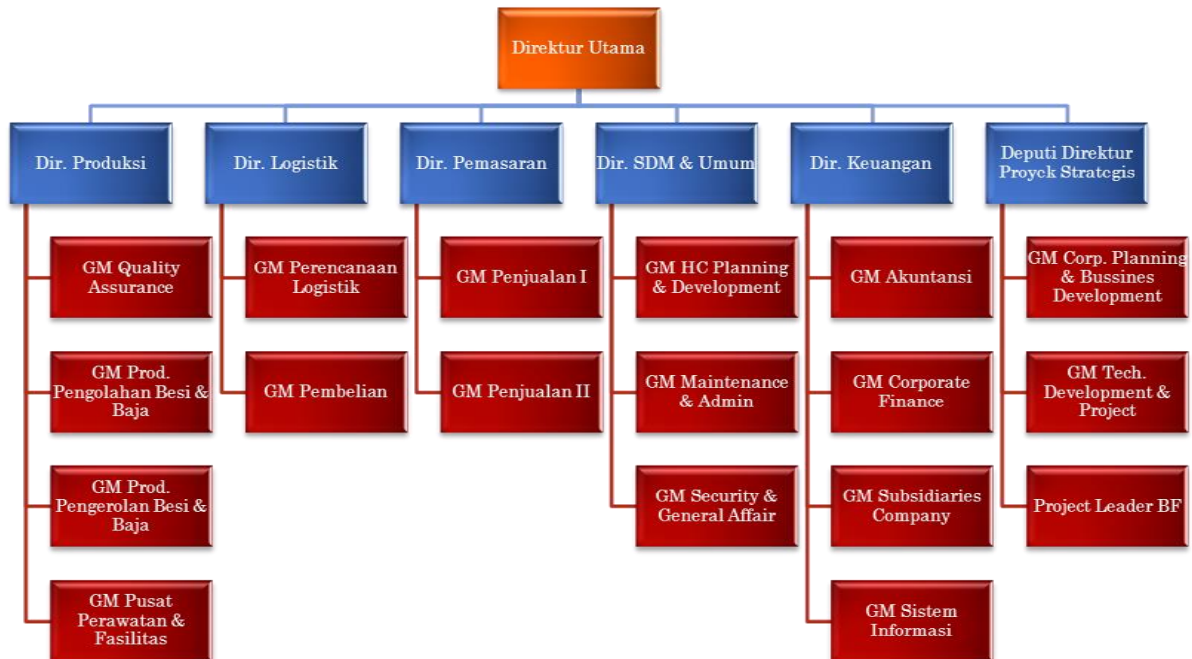 Direktur Utama
Dir. Produksi
Dir. Logistik
Dir. Pemasaran
Dir. SDM & Umum
Dir. Keuangan
Deputi Direktur
Proyek Strategis
GM Quality
Assurance
GM Prod.
Pengolahan Besi &
Baja
GM Prod.
Pengerolan Besi &
Baja
GM Pusat
Perawatan &
Fasilitas
GM Perencanaan
Logistik
GM Pembelian
GM Penjualan I
GM Penjualan II
GM HC Planning
& Development
GM Maintenance
& Admin
GM Security &
General Affair
GM Akuntansi
GM Corporate
Finance
GM Subsidiaries
Company
GM Sistem
Informasi
GM Corp. Planning
& Bussines
Development
GM Tech.
Development &
Project
Project Leader BF